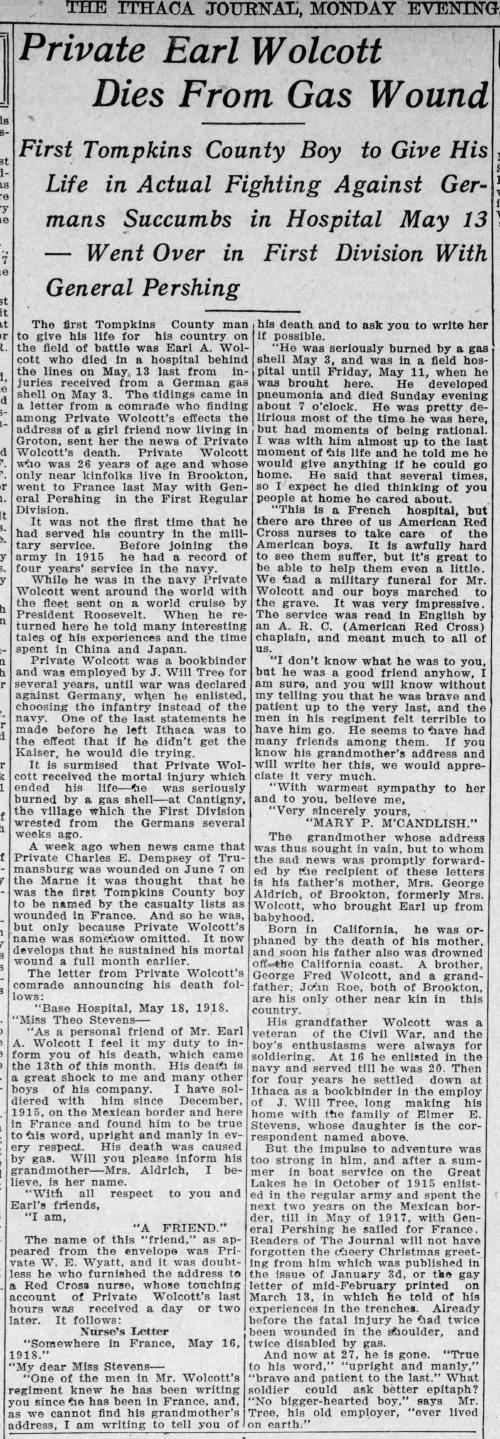 THE ITHACA JOURNAL, MONDAY EVENING
Private Earl Wolcott
Dies From Gas Wound
First Tompkins County Boy to Give His
Life in Actual Fighting Against Ger-
mans Succumbs in Hospital May 13
— Went Over in First Division With
General Pershing
The first Tompkins County man
to give his life for his country on
the field of battle was Earl A. Wol-
cott who died in a hospital behind
the lines on May 13 last from in-
juries received from a German gas
shell on May 3. The tidings came in
a letter from a comrade who finding
among Private Wolcott's effects the
address of a girl friend now living in
Groton, sent her the news of Private
Wolcott's death. Private Wolcott
who was 26 years of age and whose
only near kinfolks live in Brookton,
went to France last May with Gen-
eral Pershing in the First Regular
Division.
It was not the first time that he
had served his country in the mili-
tary service. Before joining the
army in 1915 he had a record of
four years' service in the navy.
While he was in the navy Private
Wolcott went around the world with
the fleet sent on a world cruise by
President Roosevelt. When he re-
turned here he told many interesting
tales of his experiences and the time
spent in China and Japan.
Private Wolcott was a bookbinder
and was employed by J. Will Tree for
several years, until war was declared
against Germany, when he enlisted,
choosing the infantry instead of the
navy. One of the last statements he
made before he left Ithaca was to
the effect that if he didn't get the
Kaiser, he would die trying.
It is surmised that Private Wol-
cott received the mortal injury which
ended his life—he was seriously
burned by a gas shell—at Cantigny,
the village which the First Division
wrested from the Germans several
weeks ago.
A week ago when news came that
Private Charles E. Dempsey of Tru-
mansburg was wounded on June 7 on
the Marne it was thought that he
was the first Tompkins County boy
to be named by the casualty lists as
wounded in France. And so he was,
but only because Private Wolcott's
name was somehow omitted. It now
develops that he sustained his mortal
wound a full month earlier.
The letter from Private Wolcott's
comrade announcing his death fol-
lows:
"Base Hospital, May 18, 1918.
"Miss Theo Stevens—
"As a personal friend of Mr. Earl
A. Wolcott I feel it my duty to in-
form you of his death, which came
the 13th of this month. His death is
a great shock to me and many other
boys of his company. I have sol-
diered with him since December,
1915, on the Mexican border and here
in France and found him to be true
to his word, upright and manly in ev-
ery respect. His death was caused
by gas. Will you please inform his
grandmother—Mrs. Aldrich, I be-
lieve, is her name.
"With all respect to you and
Earl's friends,
"I am,
"A FRIEND."
The name of this "friend," as ap-
peared from the envelope was Pri-
vate W. E. Wyatt, and it was doubt-
less he who furnished the address to
a Red Cross nurse, whose touching
account of Private Wolcott's last
hours was received a day or two
later. It follows:
Nurse's Letter
"Somewhere in France, May 16,
1918."
"My dear Miss Stevens—
"One of the men in Mr. Wolcott's
regiment knew he has been writing
you since he has been in France, and,
as we cannot find his grandmother's
address, I am writing to tell you of
his death and to ask you to write her
if possible.
"He was seriously burned by a gas
shell May 3, and was in a field hos-
pital until Friday, May 11, when he
was brouht here. He developed
pneumonia and died Sunday evening
about 7 o'clock. He was pretty de-
lirious most of the time he was here,
but had moments of being rational.
I was with him almost up to the last
moment of his life and he told me he
would give anything if he could go
home. He said that several times,
so I expect he died thinking of you
people at home he cared about.
"This is a French hospital, but
there are three of us American Red
Cross nurses to take care of the
American boys. It is awfully hard
to see them suffer, but it's great to
be able to help them even a little.
We had a military funeral for Mr.
Wolcott and our boys marched to
the grave. It was very impressive.
The service was read in English by
an A. R. C. (American Red Cross)
chaplain, and meant much to all of
us.
"I don't know what he was to you,
but he was a good friend anyhow, I
am sure, and you will know without
my telling you that he was brave and
patient up to the very last, and the
men in his regiment felt terrible to
have him go. He seems to have had
many friends among them. If you
know his grandmother's address and
will write her this, we would appre-
ciate it very much.
"With warmest sympathy to her
and to you, believe me,
"Very sincerely yours,
"MARY P. M'CANDLISH."
The grandmother whose address
was thus sought in vain, but to whom
the sad news was promptly forward-
ed by the recipient of these letters
is his father's mother, Mrs. George
Aldrich, of Brookton, formerly Mrs.
Wolcott, who brought Earl up from
babyhood.
Born in California, he was or-
phaned by the death of his mother,
and soon his father also was drowned
off the California coast. A brother,
George Fred Wolcott, and a grand-
father, John Roe, both of Brookton,
are his only other near kin in this
country.
His grandfather Wolcott was a
veteran of the Civil War, and the
boy's enthusiasms were always for
soldiering. At 16 he enlisted in the
navy and served till he was 20. Then
for four years he settled down at
Ithaca as a bookbinder in the employ
of J. Will Tree, long making his
home with the family of Elmer E.
Stevens, whose daughter is the cor-
respondent named above.
But the impulse to adventure was
too strong in him, and after a sum-
mer in boat service on the Great
Lakes he in October of 1915 enlist-
ed in the regular army and spent the
next two years on the Mexican bor-
der, till in May of 1917, with Gen-
eral Pershing he sailed for France.
Readers of The Journal will not have
forgotten the cheery Christmas greet-
ing from him which was published in
the issue of January 3d, or the gay
letter of mid-February printed on
March 13, in which he told of his
experiences in the trenches. Already
before the fatal injury he had twice
been wounded in the shoulder, and
twice disabled by gas.
And now at 27, he is gone. "True
to his word," "upright and manly,"
"brave and patient to the last." What
soldier could ask better epitaph?
"No bigger-hearted boy," says Mr.
Tree, his old employer, "ever lived
on earth."